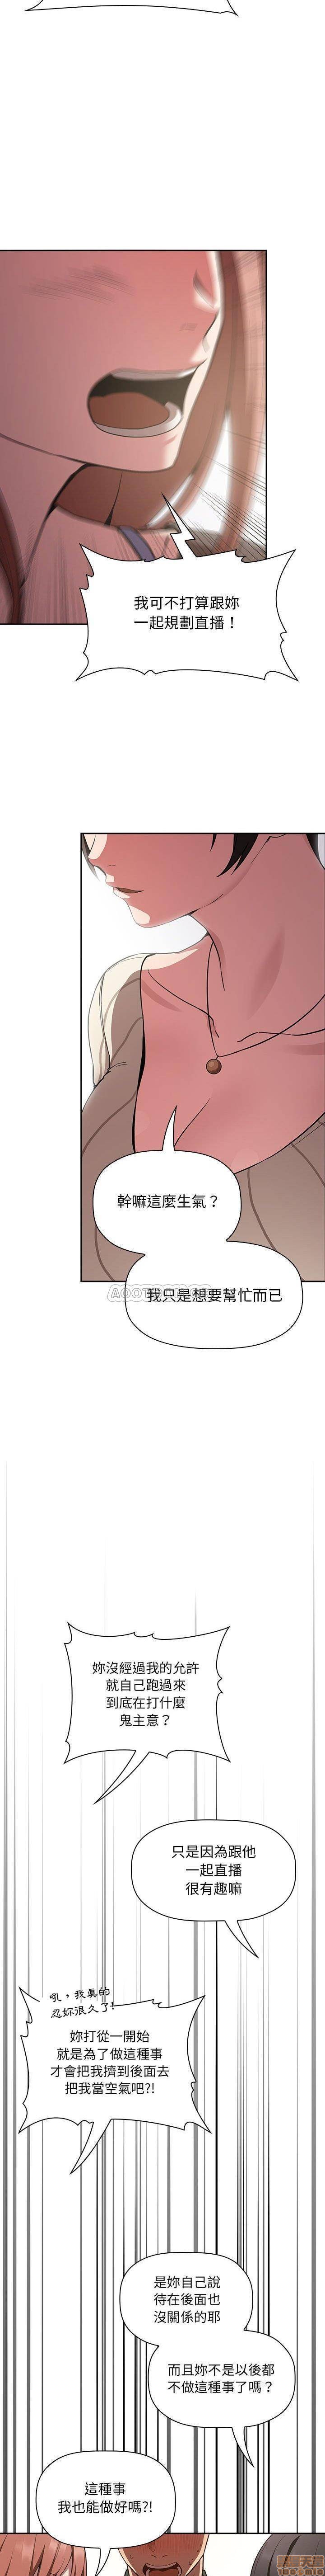 我可不打算跟妳
一起規劃直播！
幹嘛這麼生氣？
我只是想要幫忙而已
妳沒經過我的允許
就自己跑過來
到底在打什麼
鬼主意？
只是因為跟他
一起直播
很有趣嘛
吼，我真的
忍妳很久了！
妳打從一開始
就是為了做這種事
才會把我擠到後面去
把我當空氣吧?!
是妳自己說
待在後面也
沒關係的耶
而且妳不是以後都
不做這種事了嗎？
這種事
我也能做好嗎?!